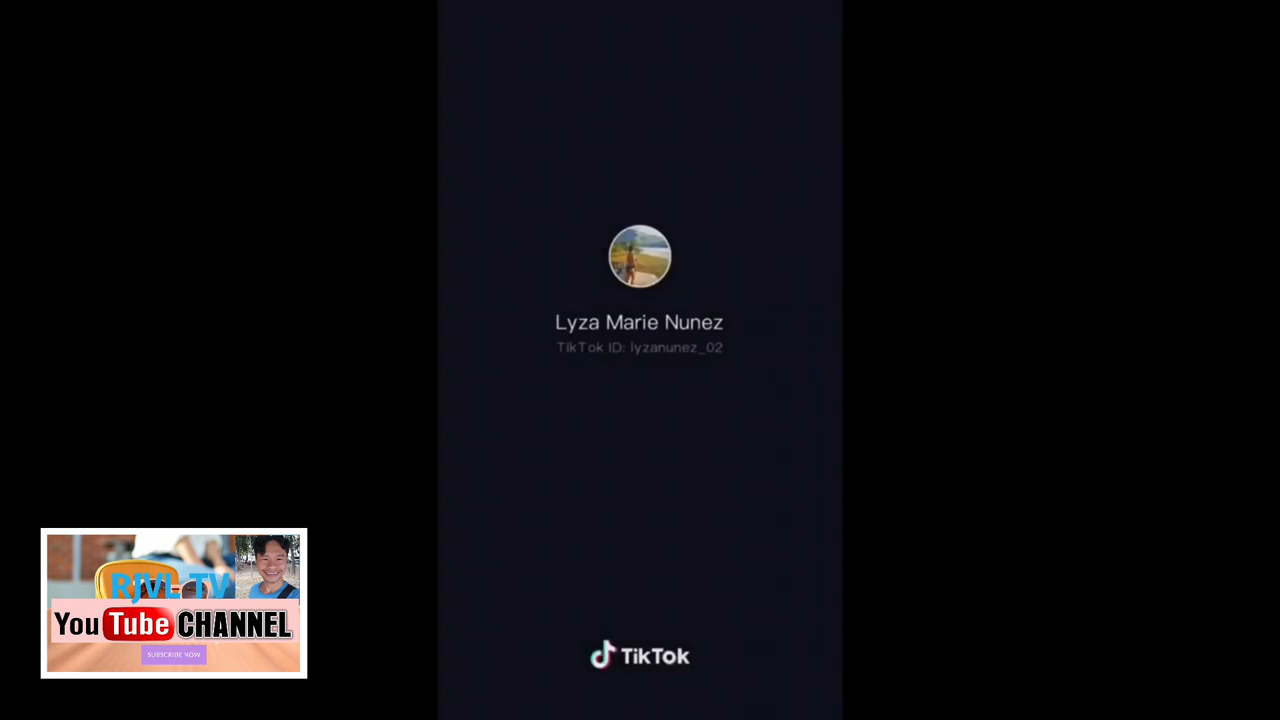 Lyza Marie Nunez
TikTok ID: lyzanunez_02
RJVL TV
YouTube CHANNEL
SUBSCRIBE NOW
TikTok